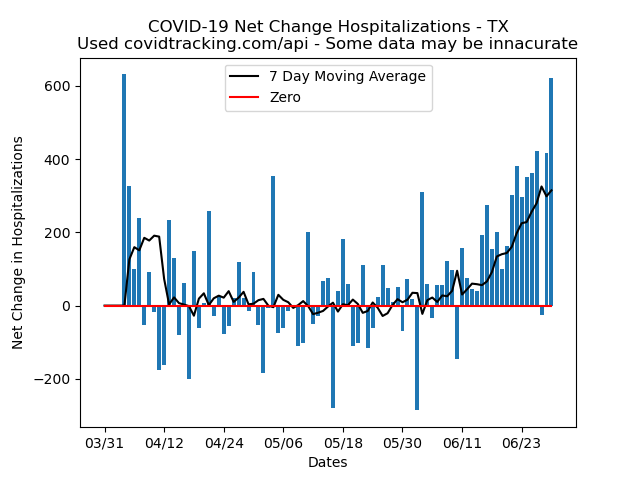 COVID-19 Net Change Hospitalizations - TX
Used covidtracking.com/api - Some data may be innacurate
7 Day Moving Average
Zero
Net Change in Hospitalizations
600
400
200
0
−200
03/31 04/12 04/24 05/06 05/18 05/30 06/11 06/23
Dates